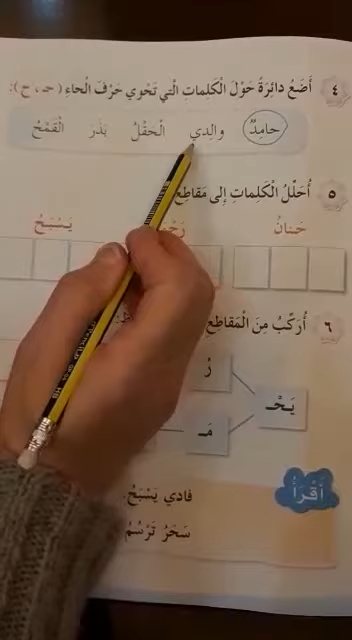 ٤ أَضَعُ دائِرَةً حَوْلَ الْكَلِماتِ الَّتي تَحْوي حَرْفَ الْحاءِ ( حـ ، ح ) :
حامِدٌ والِدي الْحَقْلُ بَذَرَ الْقَمْحُ
٥ أُحَلِّلُ الْكَلِماتِ إِلى مَقاطِعَ
حَنانُ يَسْبَحُ
٦ أُرَكِّبُ مِنَ الْمَقاطِعِ
يَحْـ رُ
مَـ
أَقْرَأُ
فادي يَسْبَحُ
سَحَرُ تَرْسُمُ